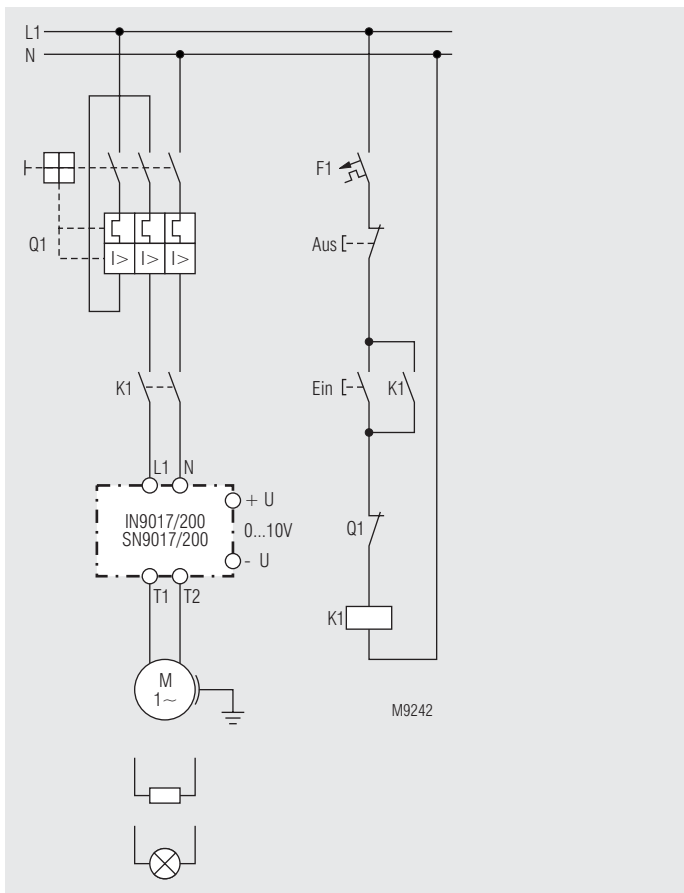 L1
N
F1
Q1
I> I> I>
Aus
K1
Ein
K1
L1 N
+ U
IN9017/200
SN9017/200
0...10V
- U
Q1
T1 T2
K1
M
1~
M9242